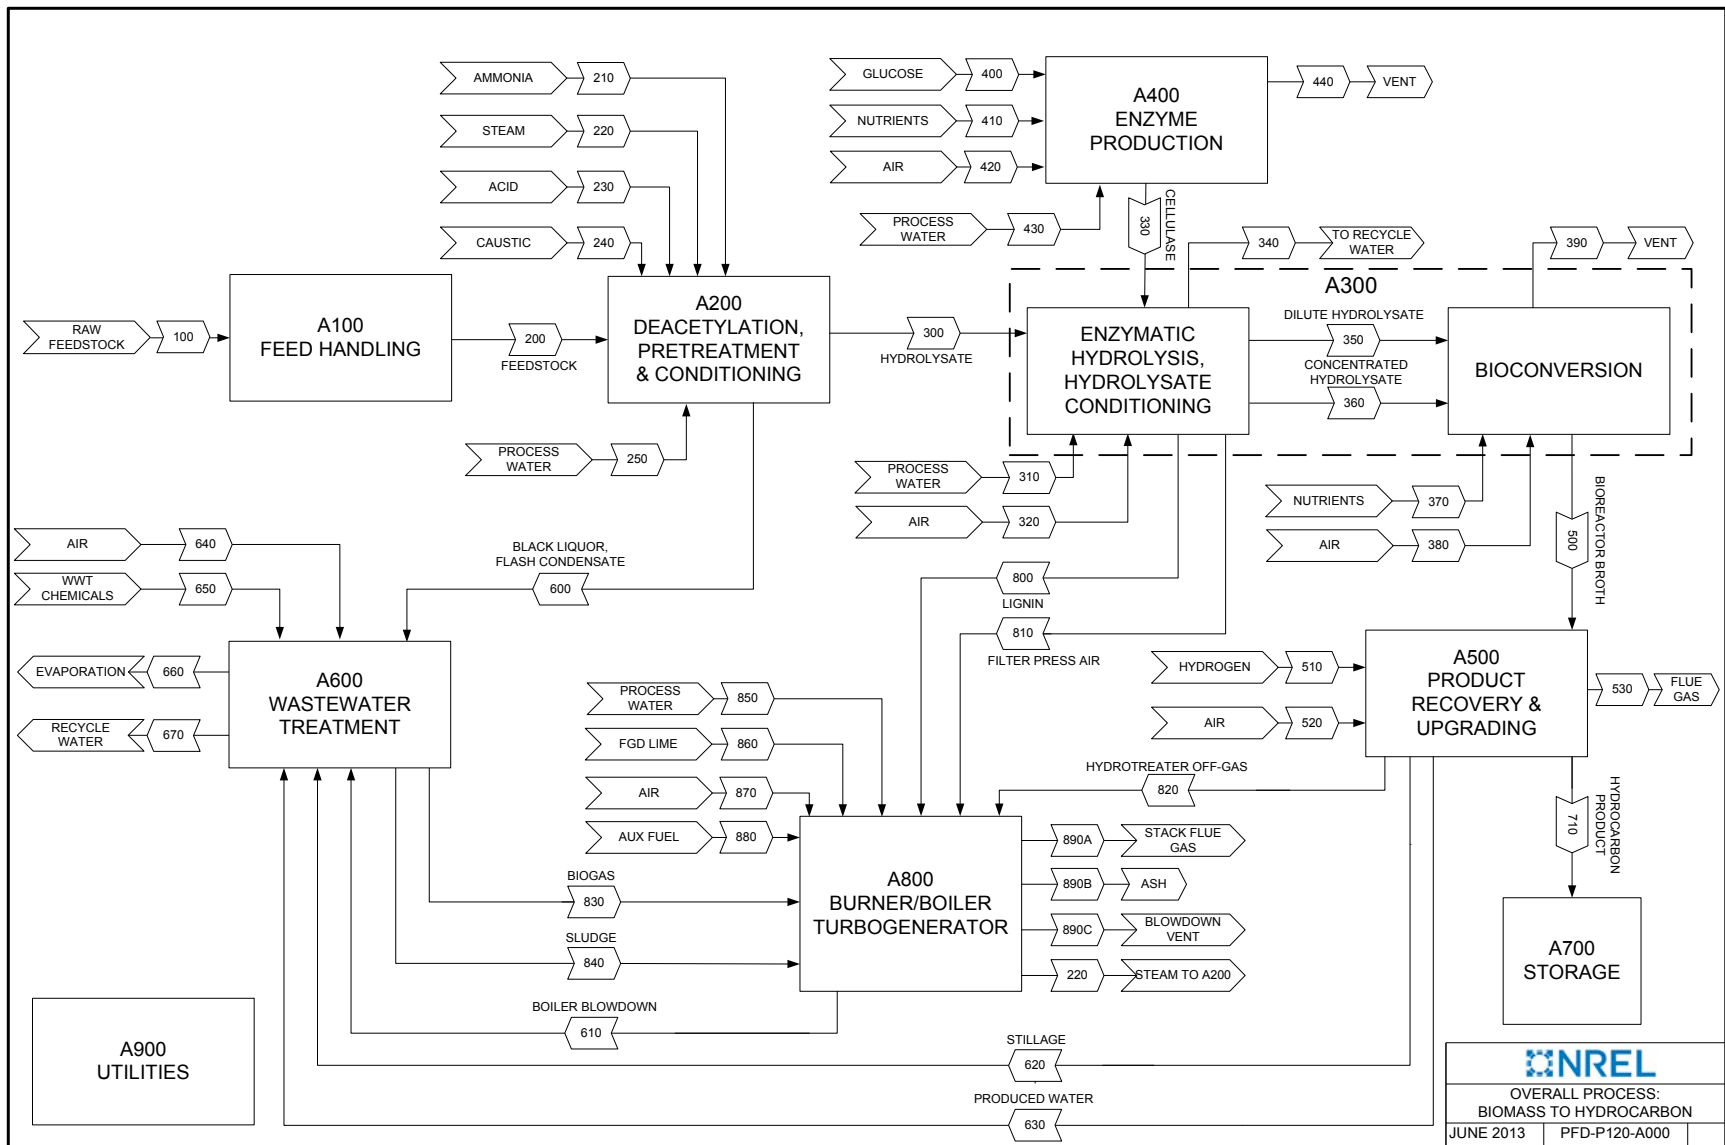 AMMONIA
210
STEAM
220
ACID
230
CAUSTIC
240
GLUCOSE
400
NUTRIENTS
410
AIR
420
PROCESS
WATER
430
A400
ENZYME
PRODUCTION
440
VENT
CELLULASE
330
340
TO RECYCLE
WATER
390
VENT
RAW
FEEDSTOCK
100
A100
FEED HANDLING
200
FEEDSTOCK
A200
DEACETYLATION,
PRETREATMENT
& CONDITIONING
300
HYDROLYSATE
A300
ENZYMATIC
HYDROLYSIS,
HYDROLYSATE
CONDITIONING
DILUTE HYDROLYSATE
350
CONCENTRATED
HYDROLYSATE
360
BIOCONVERSION
PROCESS
WATER
250
PROCESS
WATER
310
AIR
320
NUTRIENTS
370
AIR
380
BIOREACTOR BROTH
500
AIR
640
WWT
CHEMICALS
650
BLACK LIQUOR,
FLASH CONDENSATE
600
800
LIGNIN
810
FILTER PRESS AIR
EVAPORATION
660
RECYCLE
WATER
670
A600
WASTEWATER
TREATMENT
PROCESS
WATER
850
FGD LIME
860
AIR
870
AUX FUEL
880
HYDROGEN
510
AIR
520
A500
PRODUCT
RECOVERY &
UPGRADING
530
FLUE
GAS
HYDROTREATER OFF-GAS
820
HYDROCARBON
PRODUCT
710
BIOGAS
830
SLUDGE
840
A800
BURNER/BOILER
TURBOGENERATOR
890A
STACK FLUE
GAS
890B
ASH
890C
BLOWDOWN
VENT
220
STEAM TO A200
A700
STORAGE
BOILER BLOWDOWN
610
STILLAGE
620
PRODUCED WATER
630
A900
UTILITIES
NREL
OVERALL PROCESS:
BIOMASS TO HYDROCARBON
JUNE 2013
PFD-P120-A000